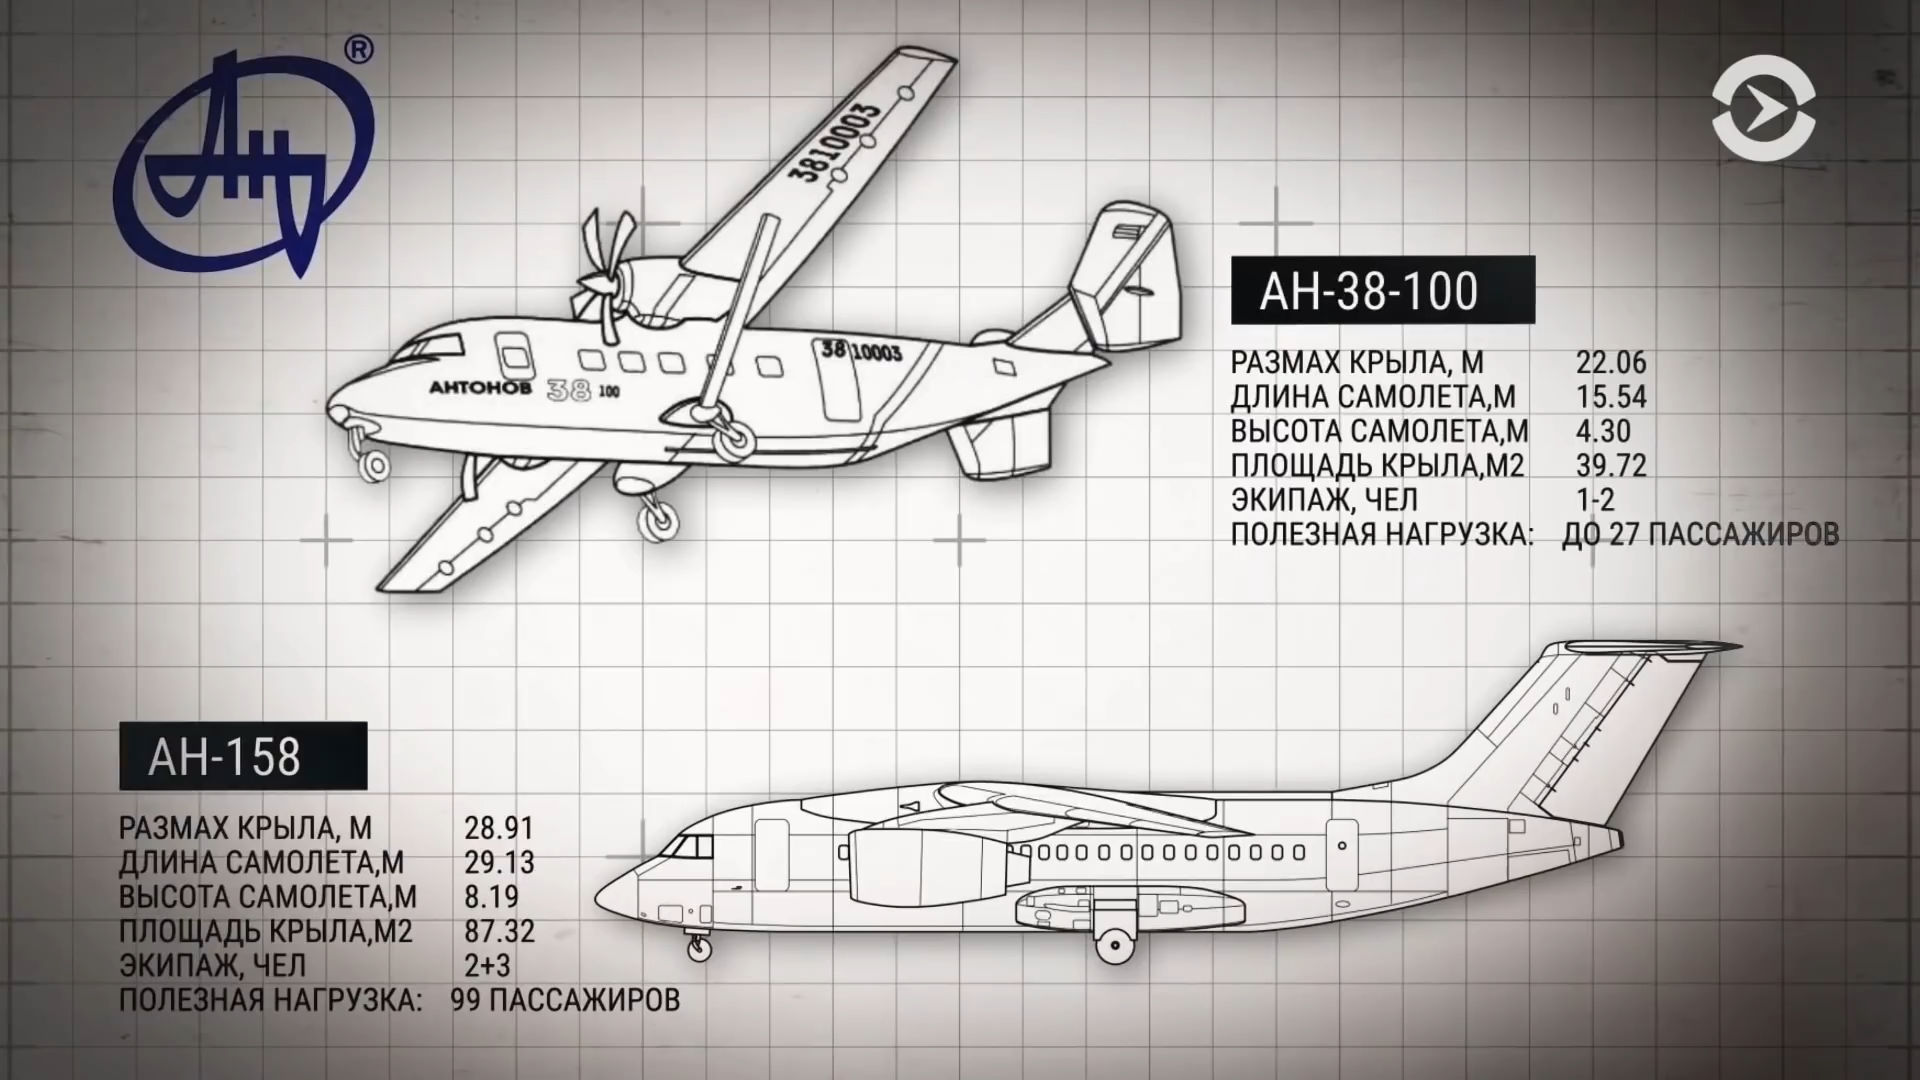 АН
®
3810003
38 10003
АНТОНОВ 38 100
АН-38-100
РАЗМАХ КРЫЛА, М 22.06
ДЛИНА САМОЛЕТА,М 15.54
ВЫСОТА САМОЛЕТА,М 4.30
ПЛОЩАДЬ КРЫЛА,М2 39.72
ЭКИПАЖ, ЧЕЛ 1-2
ПОЛЕЗНАЯ НАГРУЗКА: ДО 27 ПАССАЖИРОВ
АН-158
РАЗМАХ КРЫЛА, М 28.91
ДЛИНА САМОЛЕТА,М 29.13
ВЫСОТА САМОЛЕТА,М 8.19
ПЛОЩАДЬ КРЫЛА,М2 87.32
ЭКИПАЖ, ЧЕЛ 2+3
ПОЛЕЗНАЯ НАГРУЗКА: 99 ПАССАЖИРОВ